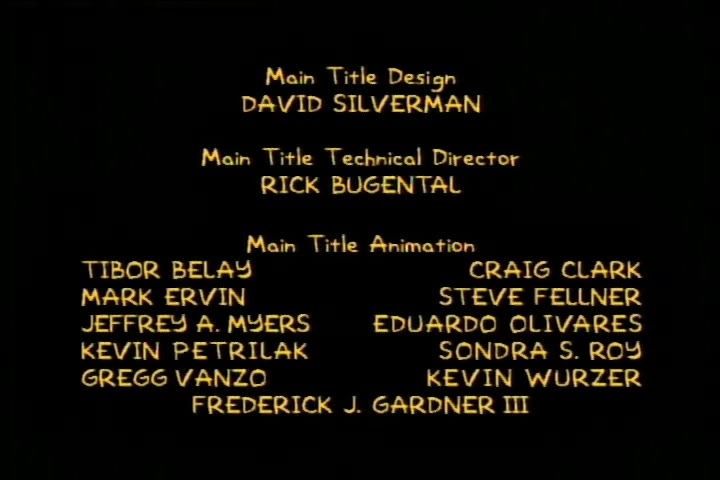 Main Title Design
DAVID SILVERMAN
Main Title Technical Director
RICK BUGENTAL
Main Title Animation
TIBOR BELAY CRAIG CLARK
MARK ERVIN STEVE FELLNER
JEFFREY A. MYERS EDUARDO OLIVARES
KEVIN PETRILAK SONDRA S. ROY
GREGG VANZO KEVIN WURZER
FREDERICK J. GARDNER III